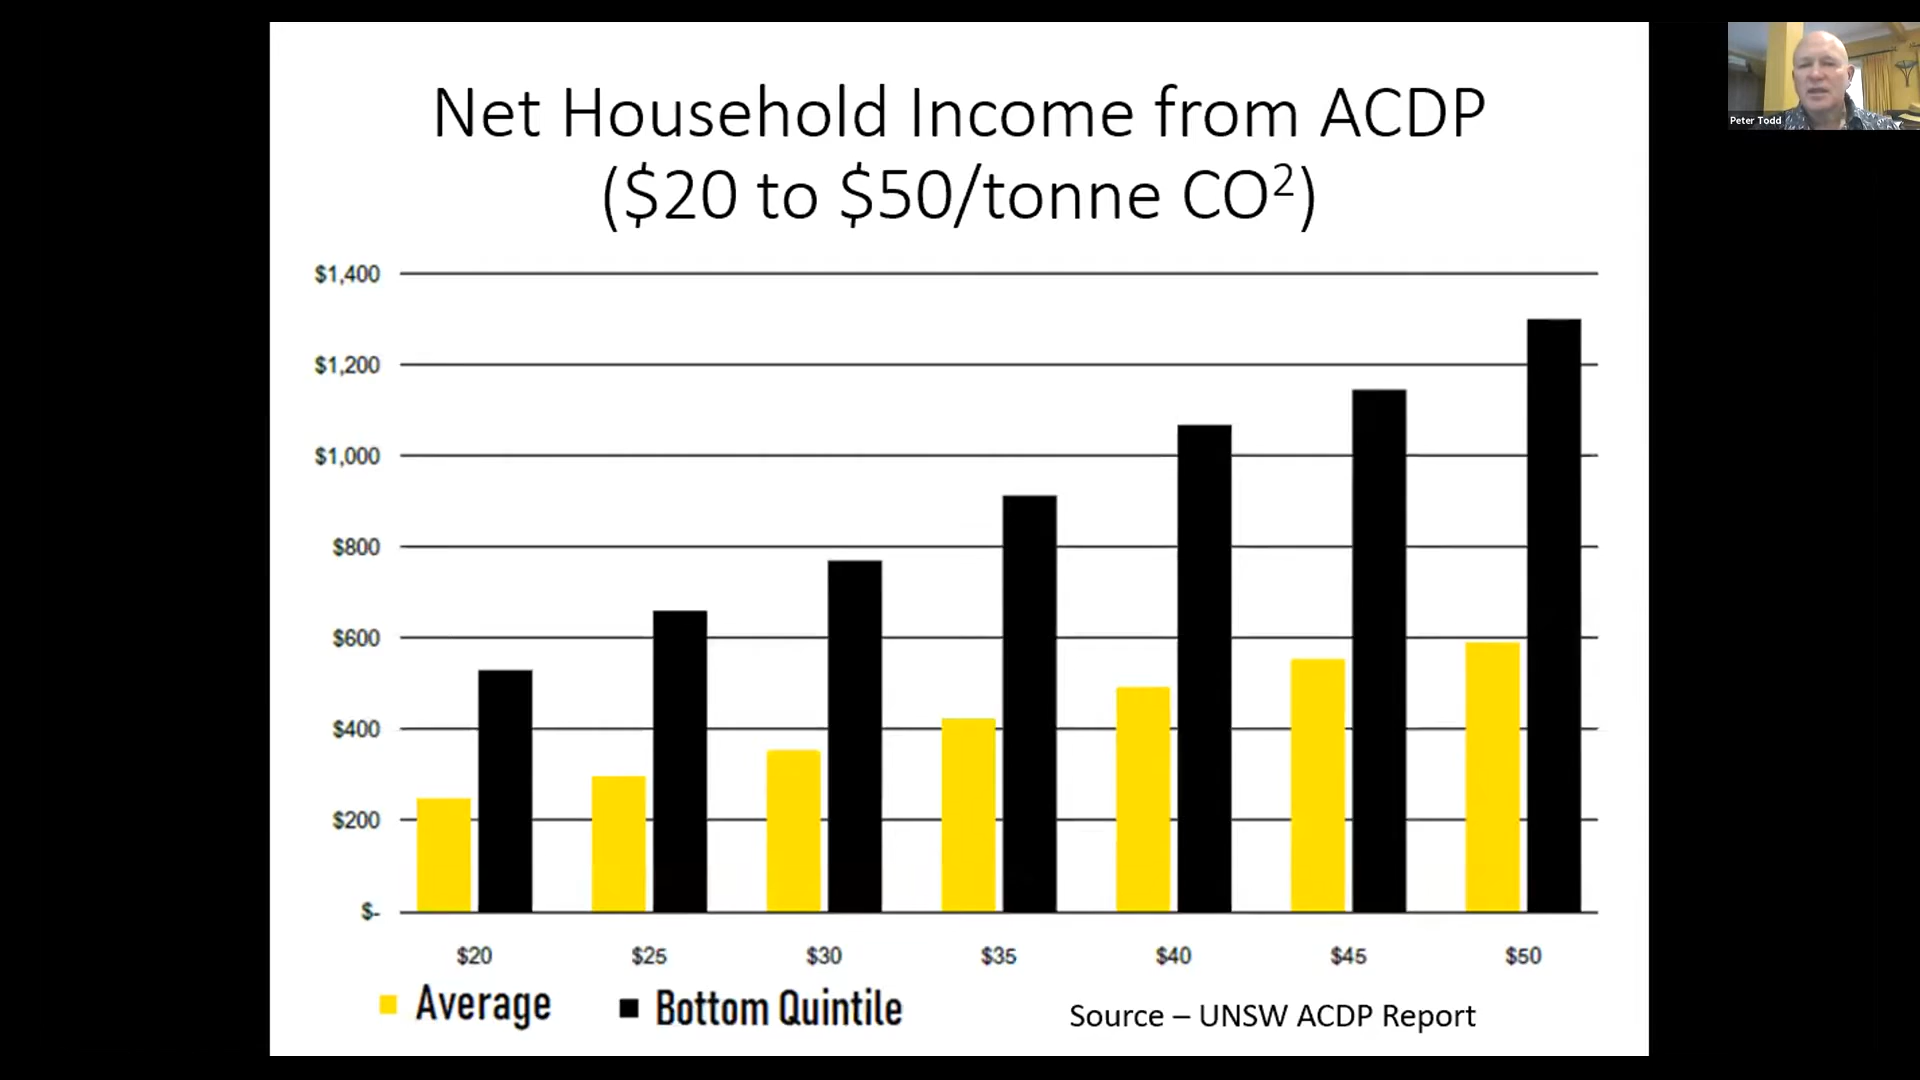 Net Household Income from ACDP
($20 to $50/tonne CO²)
Peter Todd
$1,400
$1,200
$1,000
$800
$600
$400
$200
$-
$20 $25 $30 $35 $40 $45 $50
Average Bottom Quintile
Source – UNSW ACDP Report